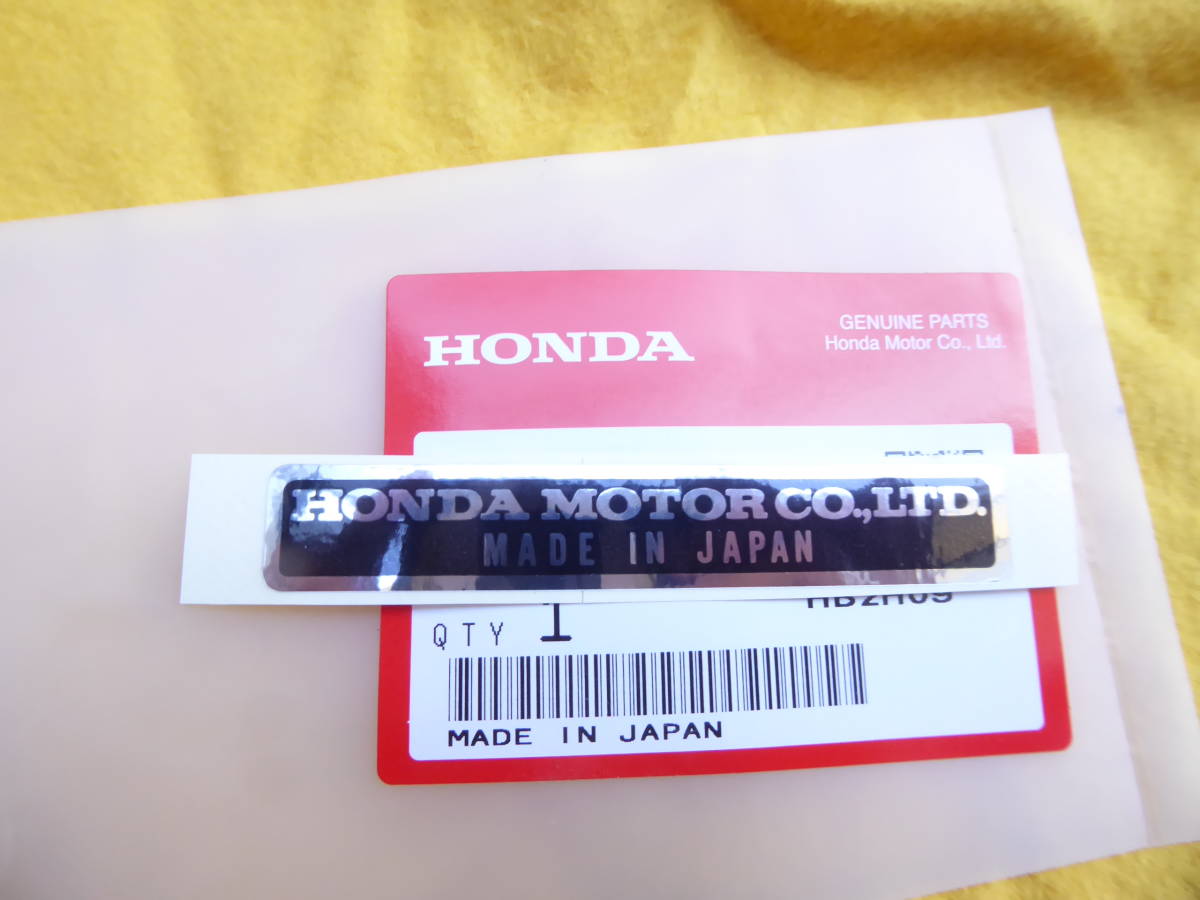 HONDA
GENUINE PARTS
Honda Motor Co., Ltd.
HONDA MOTOR CO.,LTD.
MADE IN JAPAN
QTY 1
MADE IN JAPAN